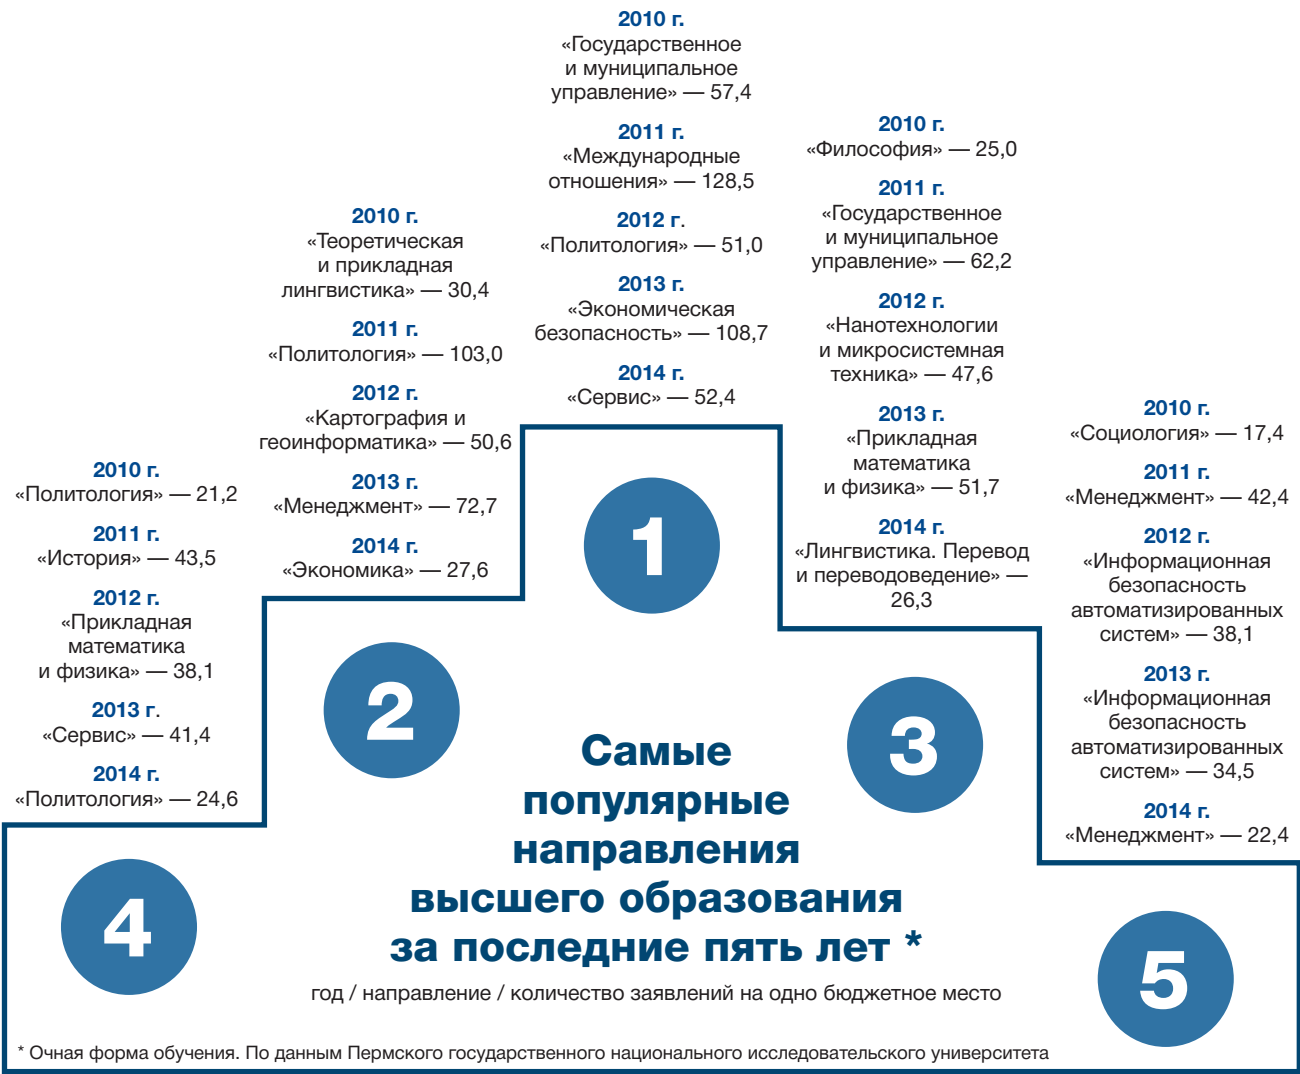 2010 г.
«Государственное
и муниципальное
управление» — 57,4
2011 г.
«Международные
отношения» — 128,5
2012 г.
«Политология» — 51,0
2013 г.
«Экономическая
безопасность» — 108,7
2014 г.
«Сервис» — 52,4
1
2010 г.
«Теоретическая
и прикладная
лингвистика» — 30,4
2011 г.
«Политология» — 103,0
2012 г.
«Картография и
геоинформатика» — 50,6
2013 г.
«Менеджмент» — 72,7
2014 г.
«Экономика» — 27,6
2
2010 г.
«Философия» — 25,0
2011 г.
«Государственное
и муниципальное
управление» — 62,2
2012 г.
«Нанотехнологии
и микросистемная
техника» — 47,6
2013 г.
«Прикладная
математика
и физика» — 51,7
2014 г.
«Лингвистика. Перевод
и переводоведение» —
26,3
3
2010 г.
«Политология» — 21,2
2011 г.
«История» — 43,5
2012 г.
«Прикладная
математика
и физика» — 38,1
2013 г.
«Сервис» — 41,4
2014 г.
«Политология» — 24,6
4
2010 г.
«Социология» — 17,4
2011 г.
«Менеджмент» — 42,4
2012 г.
«Информационная
безопасность
автоматизированных
систем» — 38,1
2013 г.
«Информационная
безопасность
автоматизированных
систем» — 34,5
2014 г.
«Менеджмент» — 22,4
5
Самые
популярные
направления
высшего образования
за последние пять лет *
год / направление / количество заявлений на одно бюджетное место
* Очная форма обучения. По данным Пермского государственного национального исследовательского университета